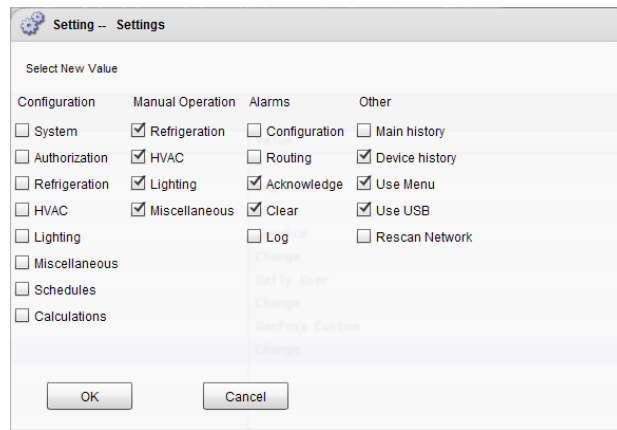 Setting -- Settings
Select New Value
Configuration Manual Operation Alarms Other
System Refrigeration Configuration Main history
Authorization HVAC Routing Device history
Refrigeration Lighting Acknowledge Use Menu
HVAC Miscellaneous Clear Use USB
Lighting Log Rescan Network
Miscellaneous
Change
Schedules
Daily User
Calculations
Change
Danfoss Custom
Change
OK Cancel